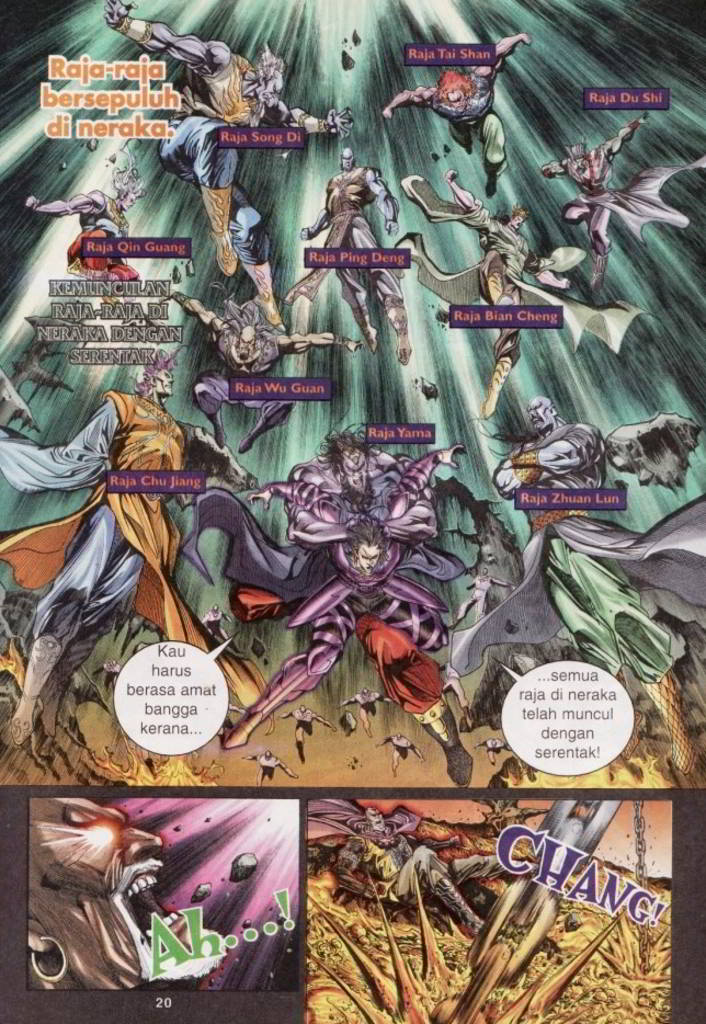 Raja-raja
bersepuluh
di neraka.
Raja Tai Shan
Raja Du Shi
Raja Song Di
Raja Qin Guang
Raja Ping Deng
KEMUNCULAN
RAJA-RAJA DI
NERAKA DENGAN
SERENTAK
Raja Bian Cheng
Raja Wu Guan
Raja Yama
Raja Chu Jiang
Raja Zhuan Lun
Kau
harus
berasa amat
bangga
kerana...
...semua
raja di neraka
telah muncul
dengan
serentak!
Ah...!
CHANG!
20